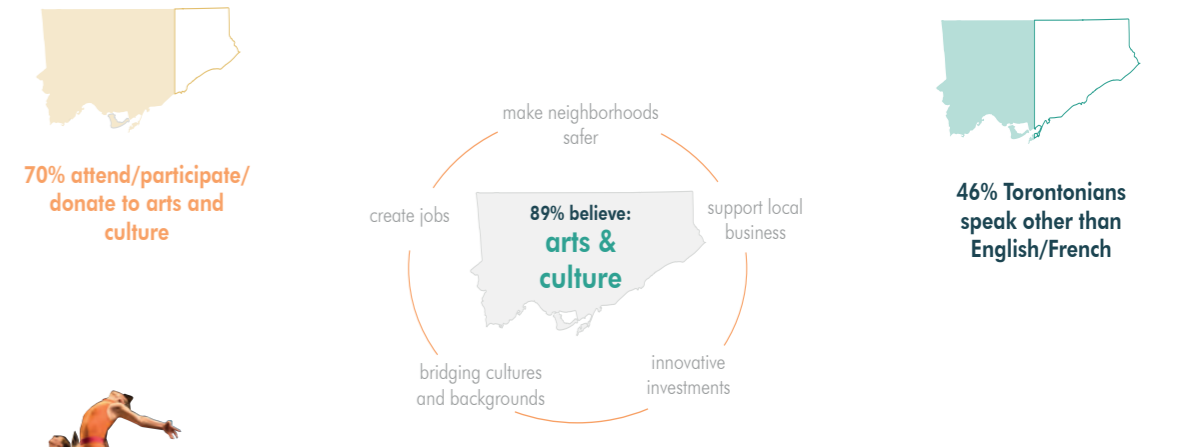 70% attend/participate/
donate to arts and
culture
make neighborhoods
safer
create jobs
89% believe:
arts &
culture
support local
business
bridging cultures
and backgrounds
innovative
investments
46% Torontonians
speak other than
English/French